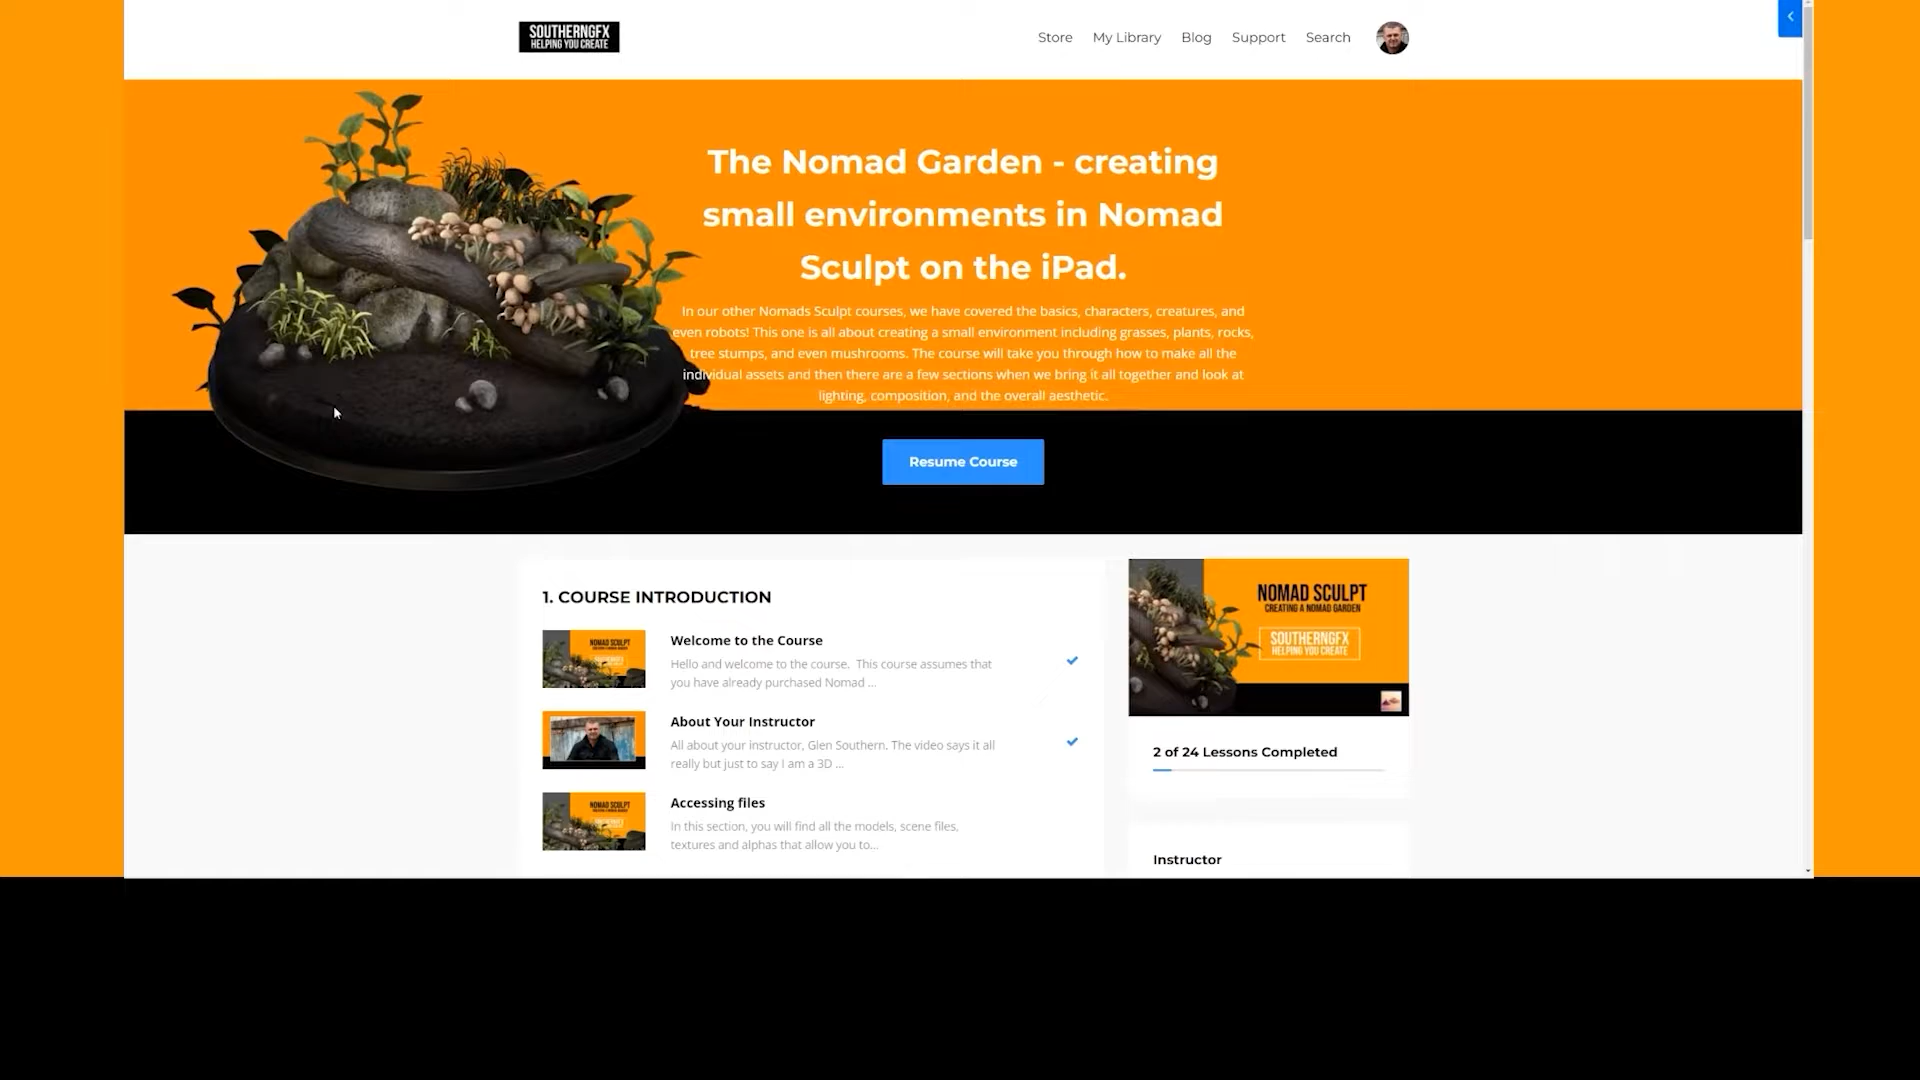 SOUTHERNGFX
HELPING YOU CREATE
Store My Library Blog Support Search
The Nomad Garden - creating
small environments in Nomad
Sculpt on the iPad.
In our other Nomads Sculpt courses, we have covered the basics, characters, creatures, and
even robots! This one is all about creating a small environment including grasses, plants, rocks,
tree stumps, and even mushrooms. The course will take you through how to make all the
individual assets and then there are a few sections when we bring it all together and look at
lighting, composition, and the overall aesthetic.
Resume Course
1. COURSE INTRODUCTION
NOMAD SCULPT
Welcome to the Course
Hello and welcome to the course. This course assumes that
you have already purchased Nomad ...
About Your Instructor
All about your instructor, Glen Southern. The video says it all
really but just to say I am a 3D ...
NOMAD SCULPT
Accessing files
In this section, you will find all the models, scene files,
textures and alphas that allow you to...
NOMAD SCULPT
CREATING A NOMAD GARDEN
SOUTHERNGFX
HELPING YOU CREATE
2 of 24 Lessons Completed
Instructor